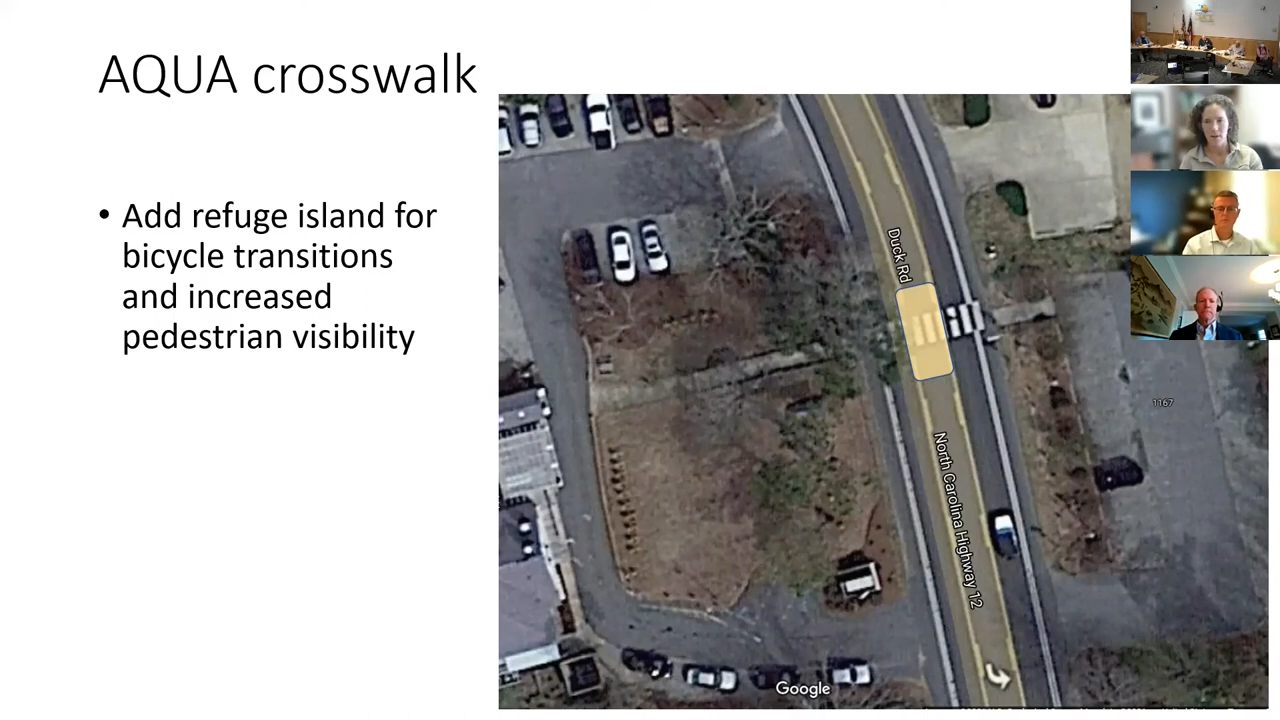 AQUA crosswalk
• Add refuge island for
bicycle transitions
and increased
pedestrian visibility
Duck Rd
North Carolina Highway 12
1167
Google